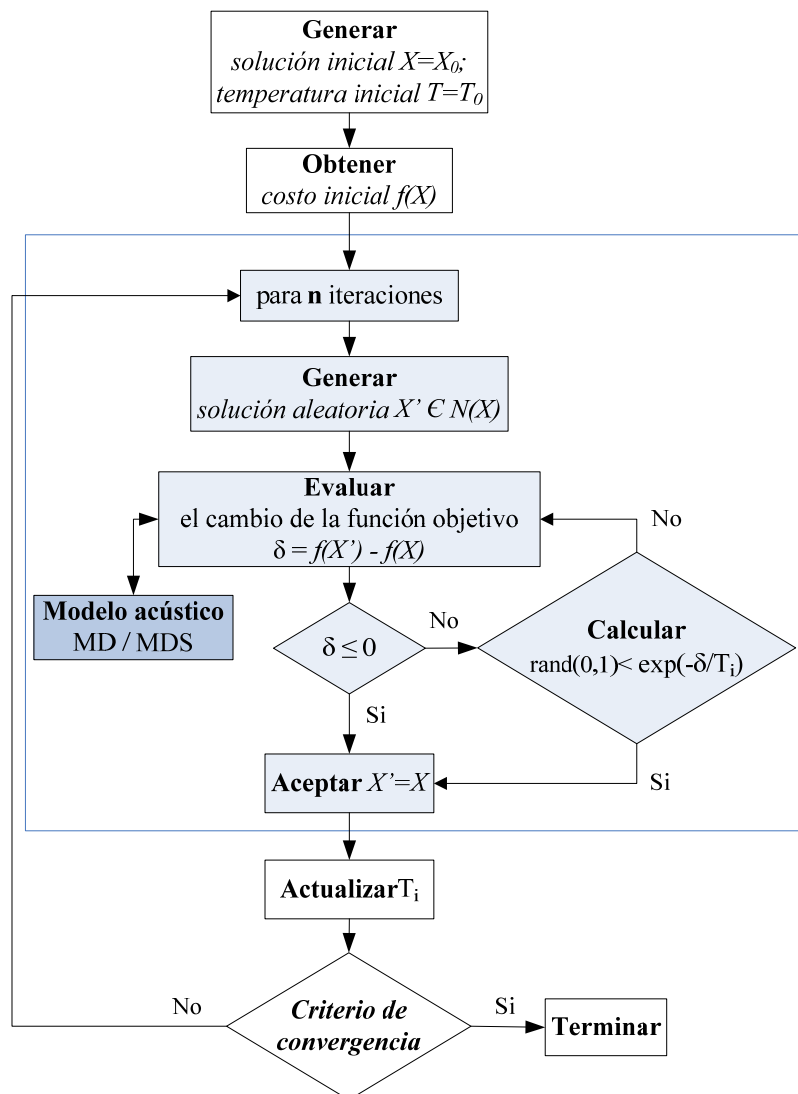 Generar
solución inicial X=X₀;
temperatura inicial T=T₀
Obtener
costo inicial f(X)
para n iteraciones
Generar
solución aleatoria X’ Є N(X)
Evaluar
el cambio de la función objetivo
δ = f(X’) - f(X)
No
Modelo acústico
MD / MDS
δ ≤ 0
No
Calcular
rand(0,1)< exp(-δ/Tᵢ)
Si
Aceptar X’=X
Si
Actualizar Tᵢ
No
Criterio de
convergencia
Si
Terminar